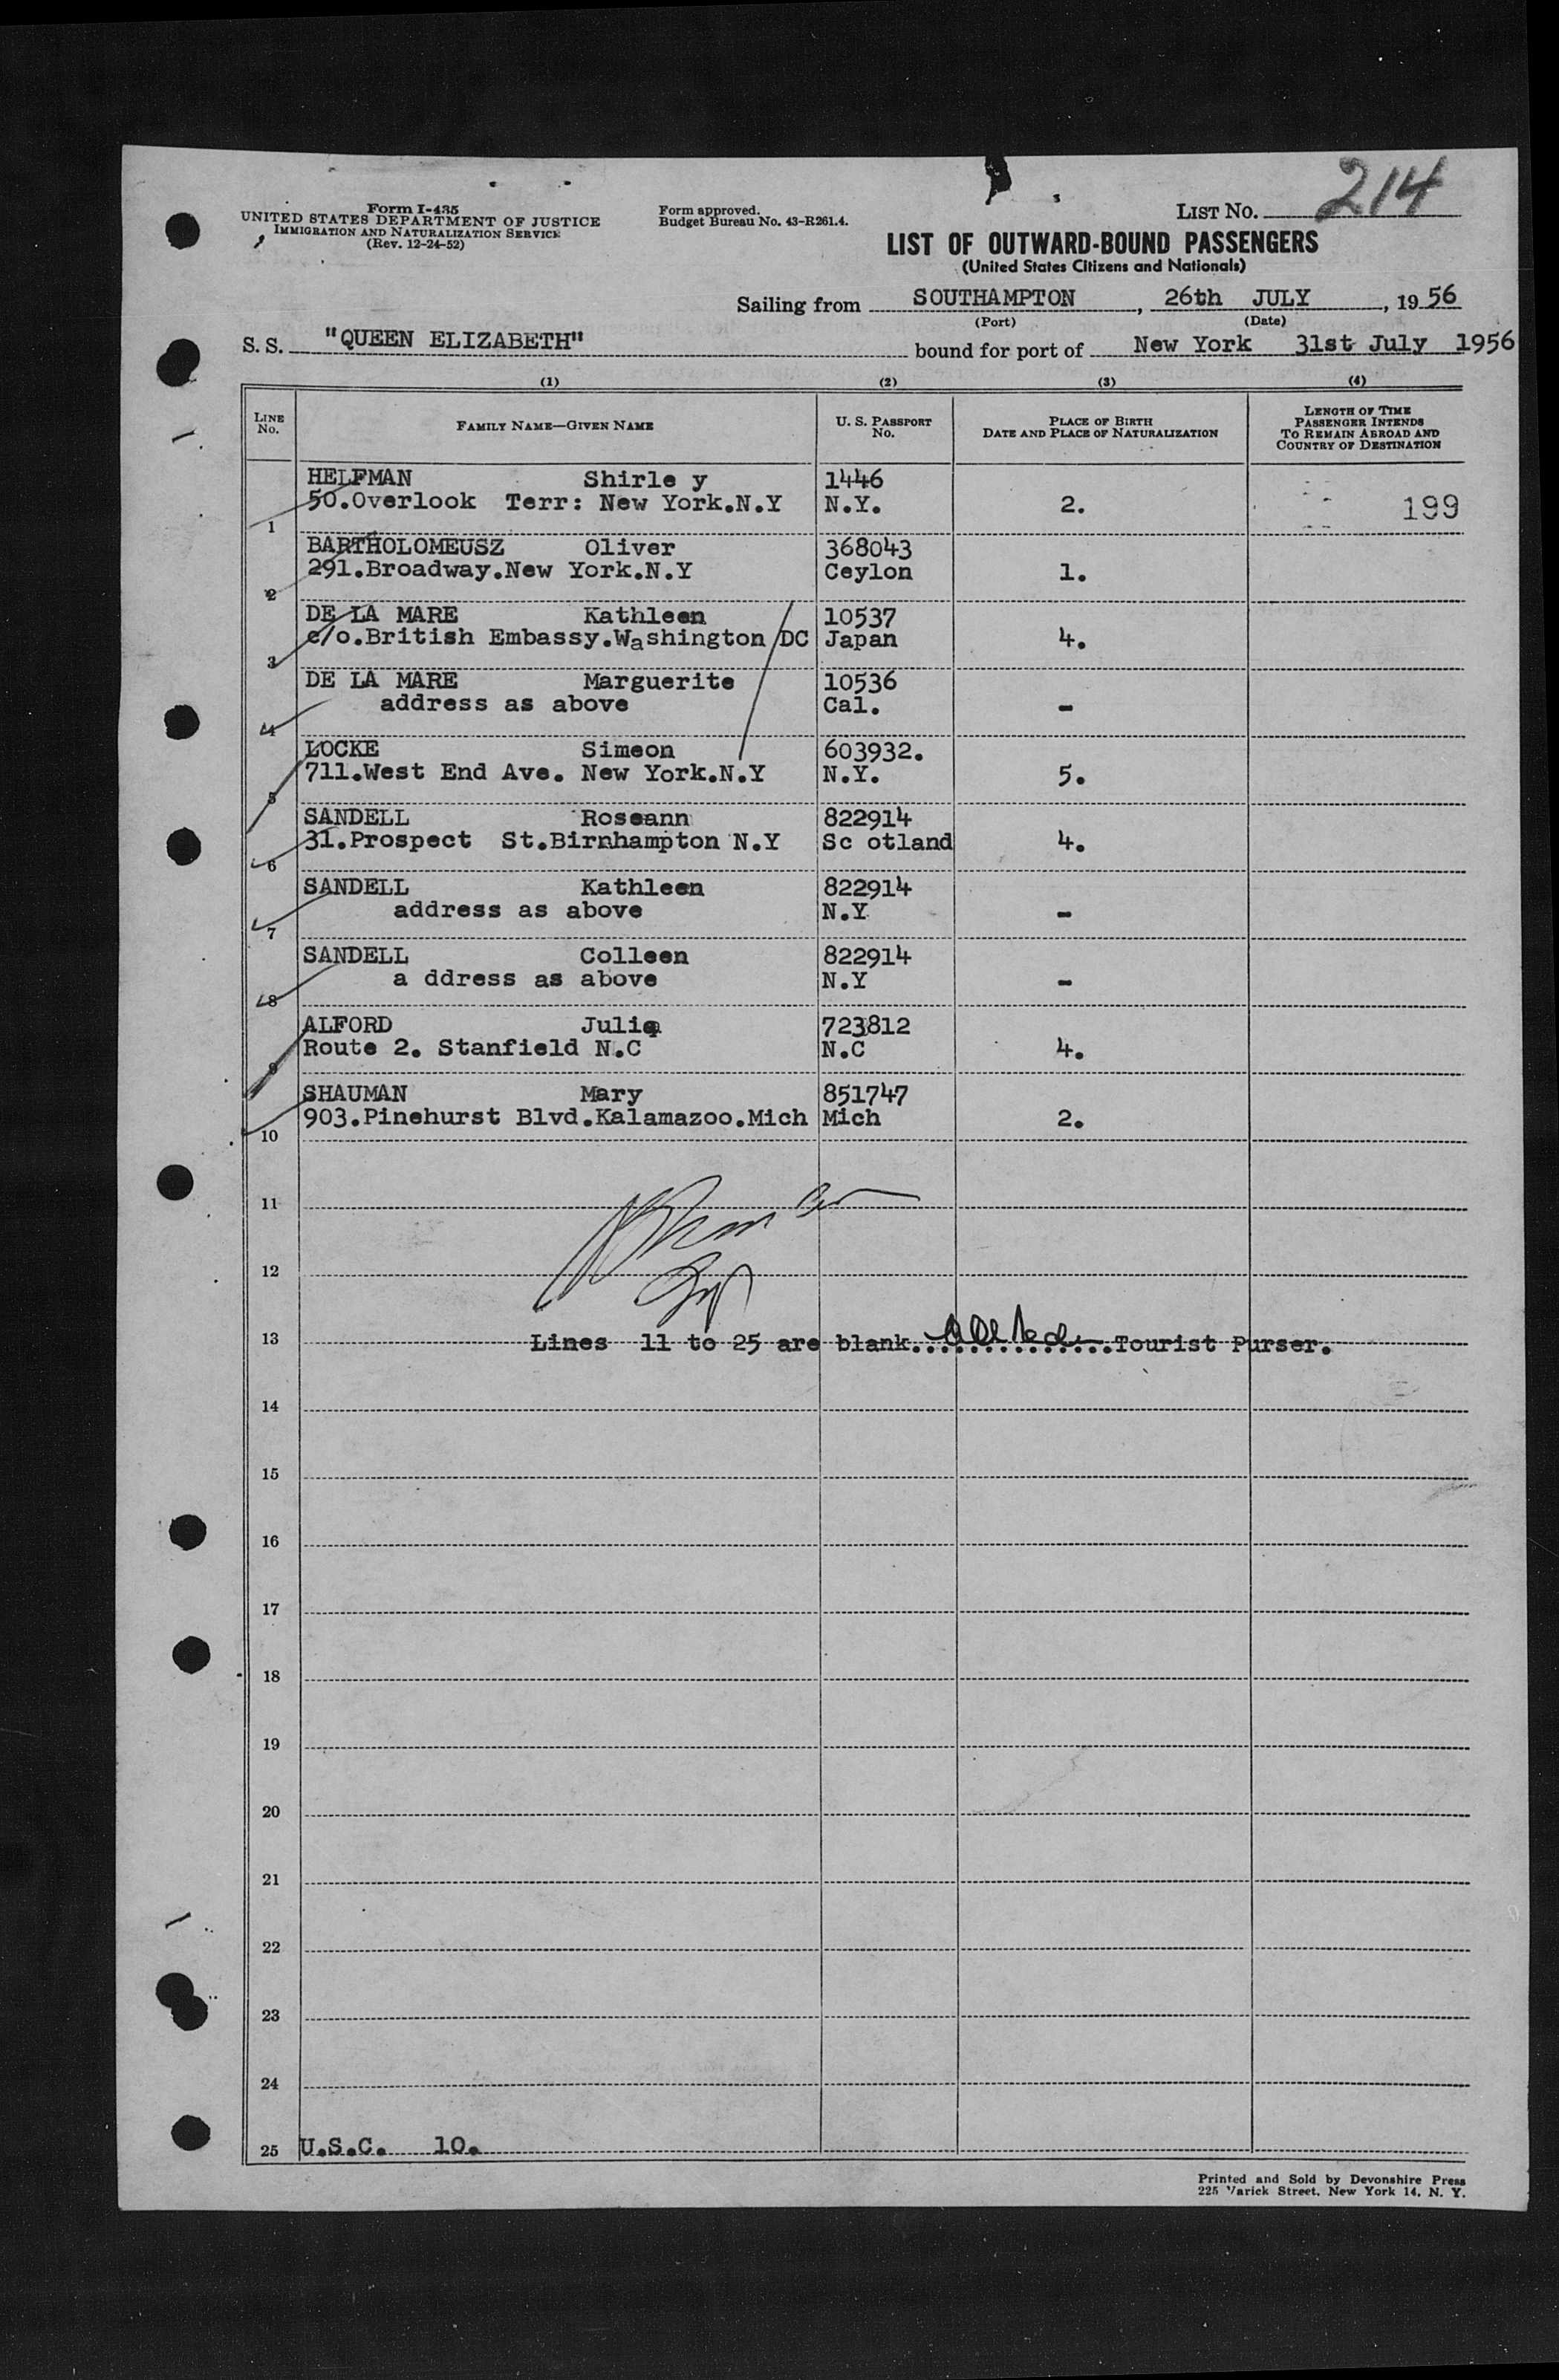 Form I-435
UNITED STATES DEPARTMENT OF JUSTICE
IMMIGRATION AND NATURALIZATION SERVICE
(Rev. 12-24-52)
Form approved.
Budget Bureau No. 43-R261.4.
LIST NO. 214
LIST OF OUTWARD-BOUND PASSENGERS
(United States Citizens and Nationals)
Sailing from SOUTHAMPTON, 26th JULY, 19 56
(Port) (Date)
S. S. "QUEEN ELIZABETH" bound for port of New York 31st July 1956
(1) (2) (3) (4)
LINE No.
FAMILY NAME—GIVEN NAME
U. S. PASSPORT No.
PLACE OF BIRTH
DATE AND PLACE OF NATURALIZATION
LENGTH OF TIME
PASSENGER INTENDS
TO REMAIN ABROAD AND
COUNTRY OF DESTINATION
HELFMAN Shirle y 1446
1 50.Overlook Terr: New York.N.Y N.Y. 2. 199
BARTHOLOMEUSZ Oliver 368043
2 291.Broadway.New York.N.Y Ceylon 1.
DE LA MARE Kathleen 10537
3 c/o.British Embassy.Washington DC Japan 4.
DE LA MARE Marguerite 10536
4 address as above Cal. -
LOCKE Simeon 603932.
5 711.West End Ave. New York.N.Y N.Y. 5.
SANDELL Roseann 822914
6 31.Prospect St.Birnhampton N.Y Sc otland 4.
SANDELL Kathleen 822914
7 address as above N.Y -
SANDELL Colleen 822914
8 a ddress as above N.Y -
ALFORD Julia 723812
9 Route 2. Stanfield N.C N.C 4.
SHAUMAN Mary 851747
10 903.Pinehurst Blvd.Kalamazoo.Mich Mich 2.
11
12
13 Lines 11 to 25 are blank..............Tourist Purser.
14
15
16
17
18
19
20
21
22
23
24
25 U.S.C. 10.
Printed and Sold by Devonshire Press
225 Varick Street, New York 14, N. Y.